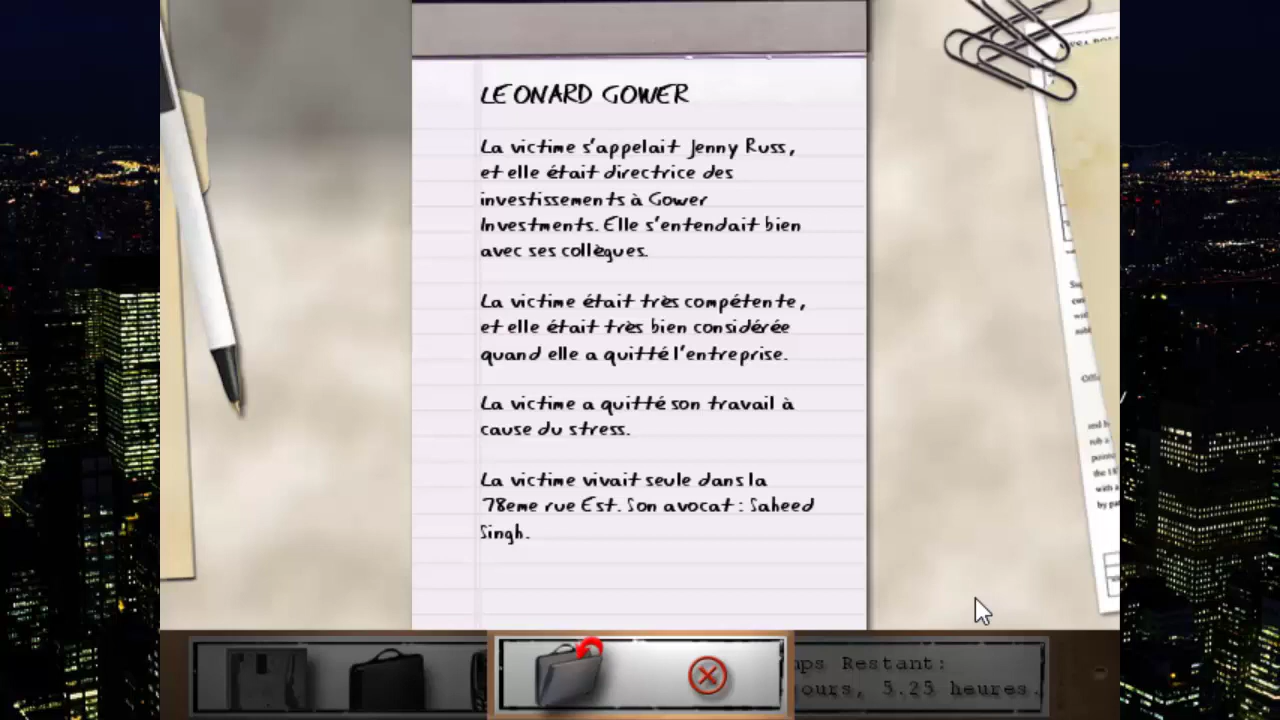 LEONARD GOWER
La victime s'appelait Jenny Russ,
et elle était directrice des
investissements à Gower
Investments. Elle s'entendait bien
avec ses collègues.
La victime était très compétente,
et elle était très bien considérée
quand elle a quitté l'entreprise.
La victime a quitté son travail à
cause du stress.
La victime vivait seule dans la
78eme rue Est. Son avocat : Saheed
Singh.
Restant:
5.25 heures.